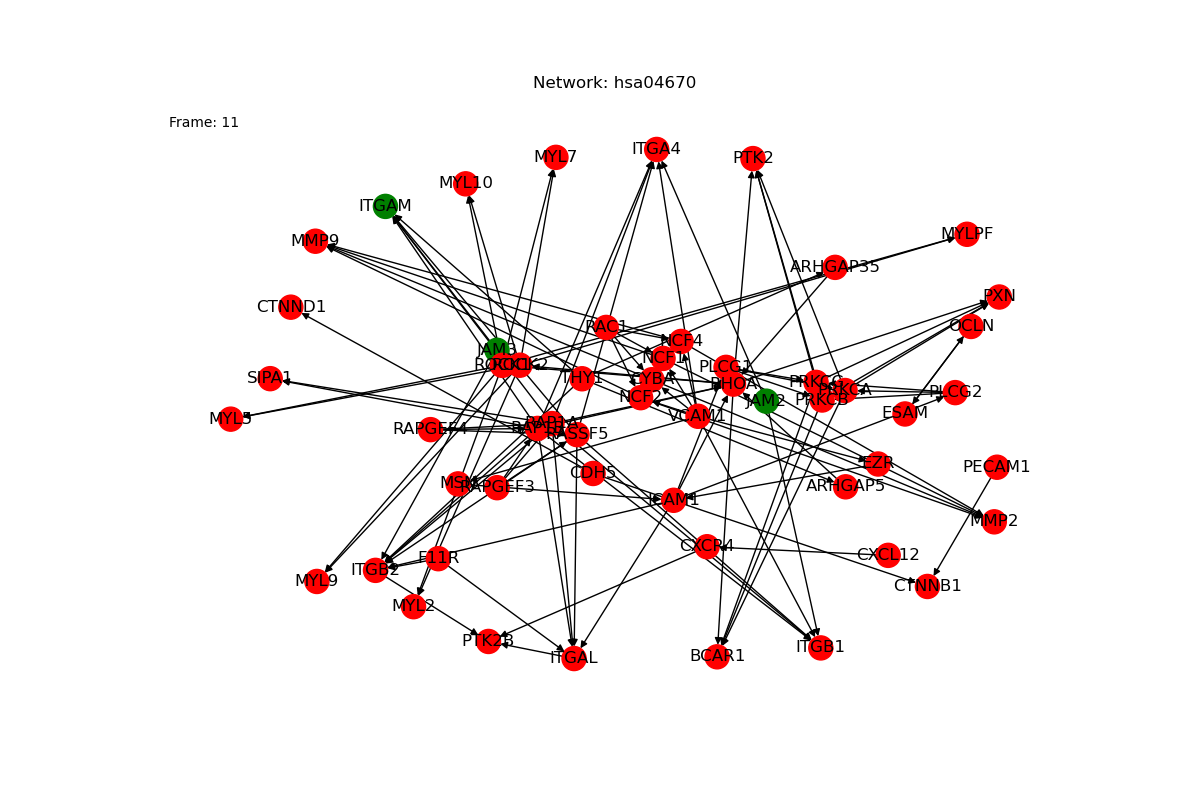 Network: hsa04670
Frame: 11
ITGA4
MYL7
PTK2
MYL10
ITGAM
MYLPF
MMP9
ARHGAP35
PXN
CTNND1
OCLN
RAC1
NCF4
JAM3
NCF1
ROCK2
PLCG1
SIPA1
THY1
CYBA
PRKCG
RHOA
PRKCA
PLCG2
NCF2
JAM2
PRKCB
ESAM
MYL5
VCAM1
RAP1A
RAPGEF4
RASSF5
EZR
PECAM1
CDH5
MSN
RAPGEF3
ARHGAP5
ICAM1
MMP2
CXCR4
CXCL12
F11R
ITGB2
MYL9
CTNNB1
MYL2
PTK2B
ITGB1
BCAR1
ITGAL